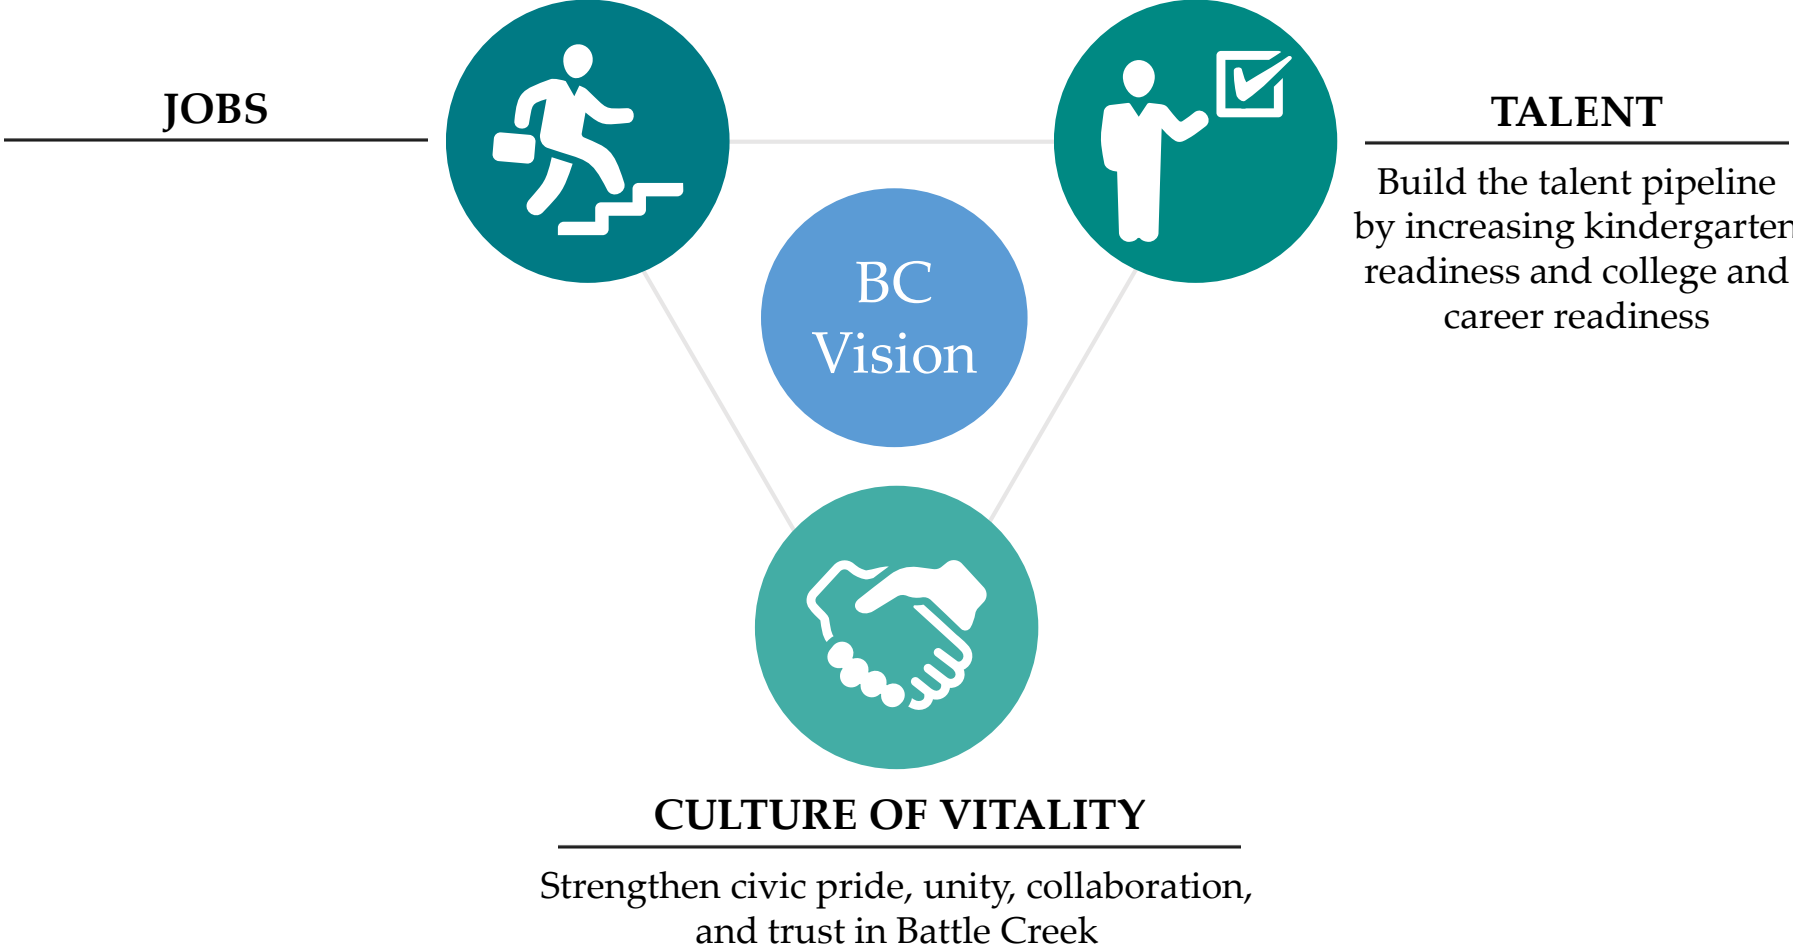 JOBS
TALENT
Build the talent pipeline
by increasing kindergarten
readiness and college and
career readiness
BC
Vision
CULTURE OF VITALITY
Strengthen civic pride, unity, collaboration,
and trust in Battle Creek